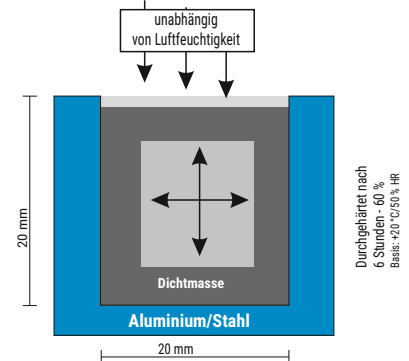 unabhängig
von Luftfeuchtigkeit
20 mm
Dichtmasse
Aluminium/Stahl
20 mm
Durchgehärtet nach
6 Stunden - 60 %
Basis: +20 °C/50 % HR